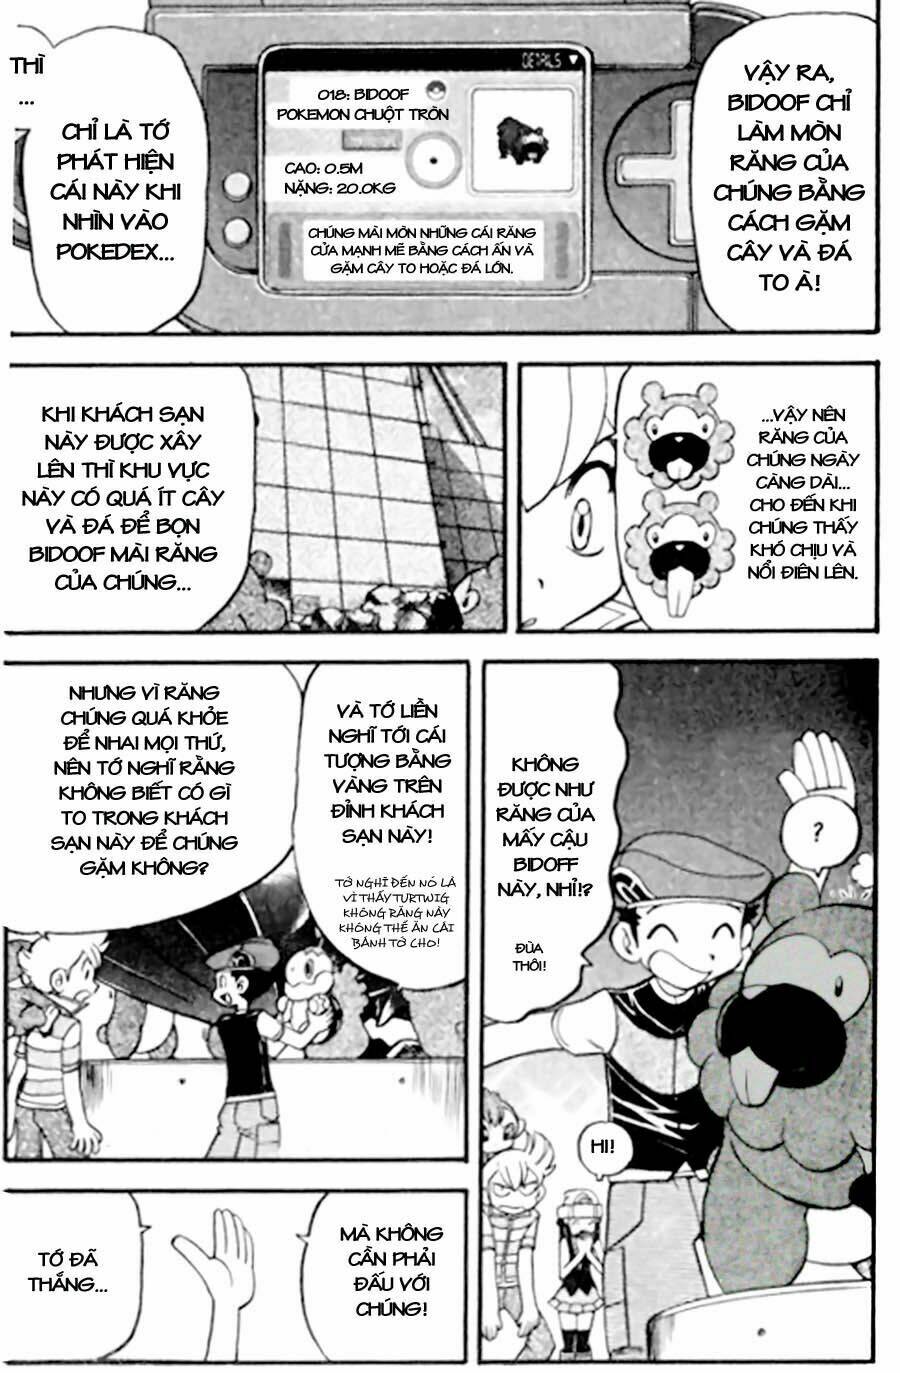 VẬY RA,
BIDOOF CHỈ
LÀM MÒN
RĂNG CỦA
CHÚNG BẰNG
CÁCH GẶM
CÂY VÀ ĐÁ
TO À!
DETAILS
018: BIDOOF
POKEMON CHUỘT TRÒN
CAO: 0.5M
NẶNG: 20.0KG
CHÚNG MÀI MÒN NHỮNG CÁI RĂNG
CỬA MẠNH MẼ BẰNG CÁCH ẤN VÀ
GẶM CÂY TO HOẶC ĐÁ LỚN.
THÌ
...
CHỈ LÀ TỚ
PHÁT HIỆN
CÁI NÀY KHI
NHÌN VÀO
POKEDEX...
...VẬY NÊN
RĂNG CỦA
CHÚNG NGÀY
CÀNG DÀI...
CHO ĐẾN KHI
CHÚNG THẤY
KHÓ CHỊU VÀ
NỔI ĐIÊN LÊN.
KHI KHÁCH SẠN
NÀY ĐƯỢC XÂY
LÊN THÌ KHU VỰC
NÀY CÓ QUÁ ÍT CÂY
VÀ ĐÁ ĐỂ BỌN
BIDOOF MÀI RĂNG
CỦA CHÚNG...
KHÔNG
ĐƯỢC NHƯ
RĂNG CỦA
MẤY CẬU
BIDOFF
NÀY, NHỈ!?
ĐÙA
THÔI!
?
HI!
VÀ TỚ LIỀN
NGHĨ TỚI CÁI
TƯỢNG BẰNG
VÀNG TRÊN
ĐỈNH KHÁCH
SẠN NÀY!
TỚ NGHĨ ĐẾN NÓ LÀ
VÌ THẤY TURTWIG
KHÔNG RĂNG NÀY
KHÔNG THỂ ĂN CÁI
BÁNH TỚ CHO!
NHƯNG VÌ RĂNG
CHÚNG QUÁ KHỎE
ĐỂ NHAI MỌI THỨ,
NÊN TỚ NGHĨ RẰNG
KHÔNG BIẾT CÓ GÌ
TO TRONG KHÁCH
SẠN NÀY ĐỂ CHÚNG
GẶM KHÔNG?
MÀ KHÔNG
CẦN PHẢI
ĐẤU VỚI
CHÚNG!
TỚ ĐÃ
THẮNG...